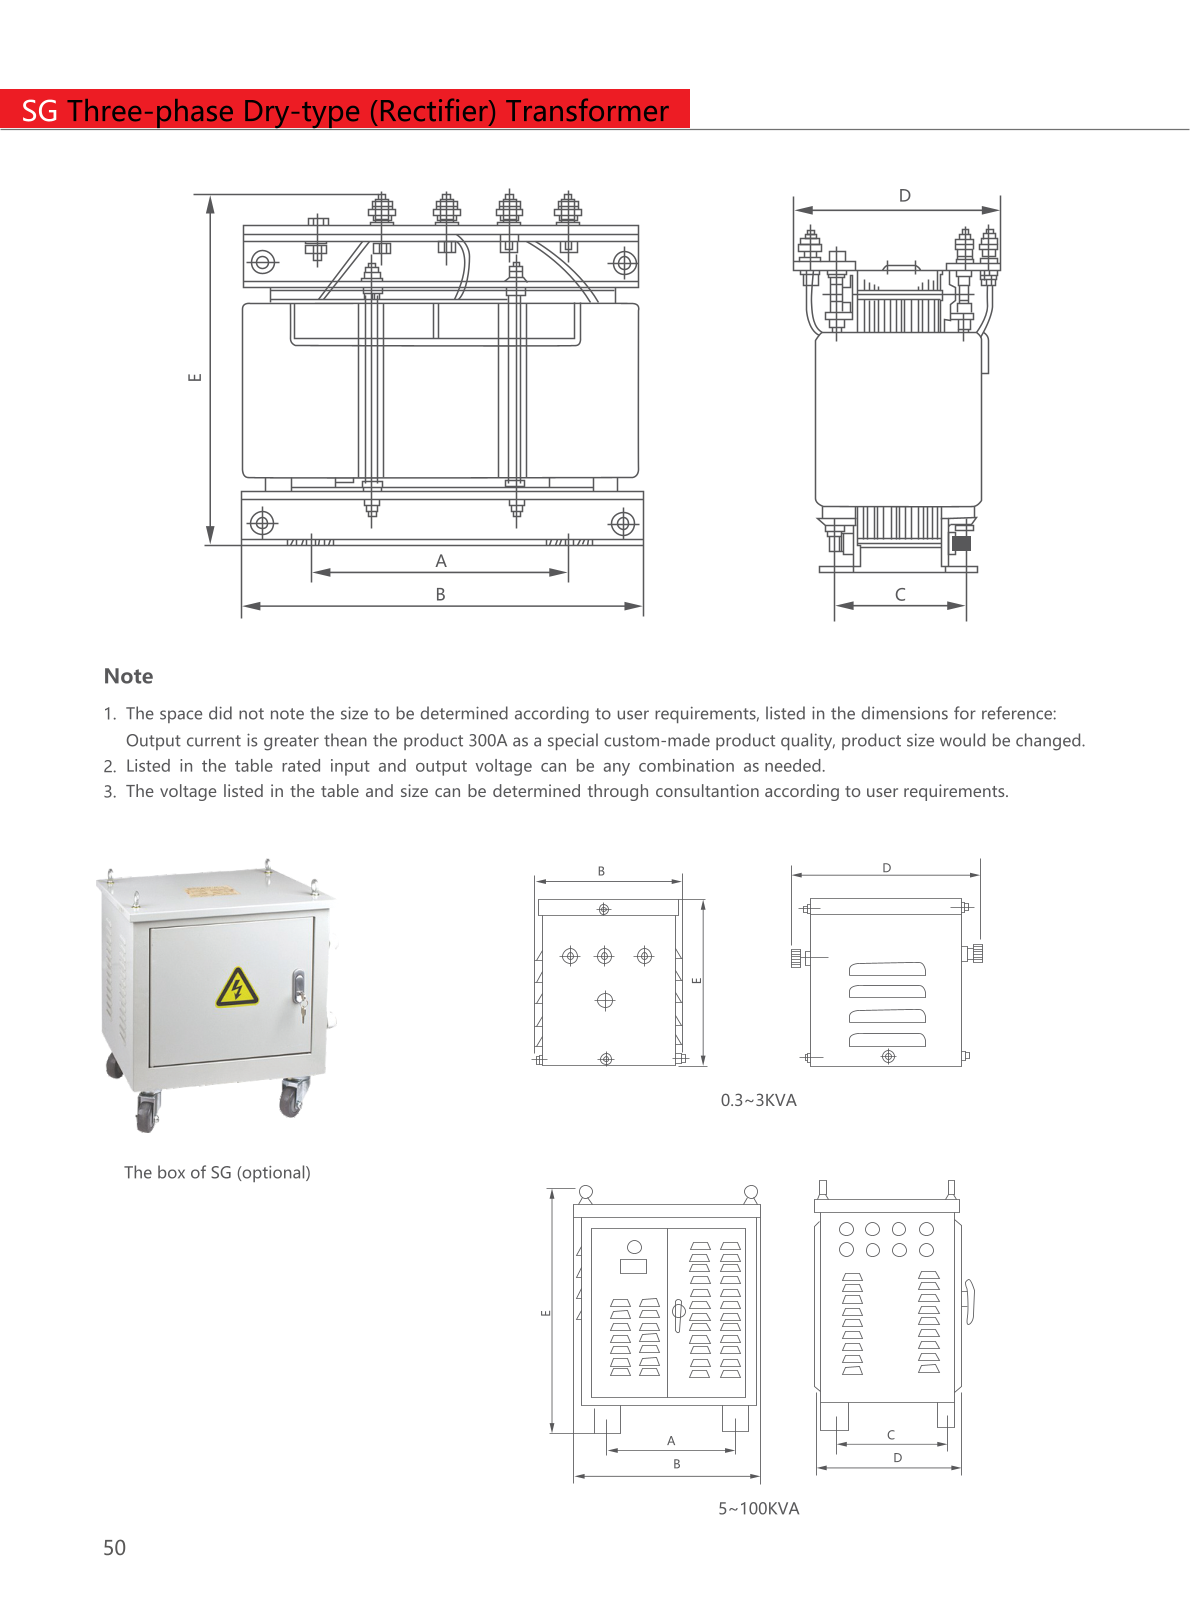 SG Three-phase Dry-type (Rectifier) Transformer
D
E
A
B
C
Note
1. The space did not note the size to be determined according to user requirements, listed in the dimensions for reference:
Output current is greater thean the product 300A as a special custom-made product quality, product size would be changed.
2. Listed in the table rated input and output voltage can be any combination as needed.
3. The voltage listed in the table and size can be determined through consultantion according to user requirements.
B
D
E
0.3~3KVA
The box of SG (optional)
E
A
B
C
D
5~100KVA
50